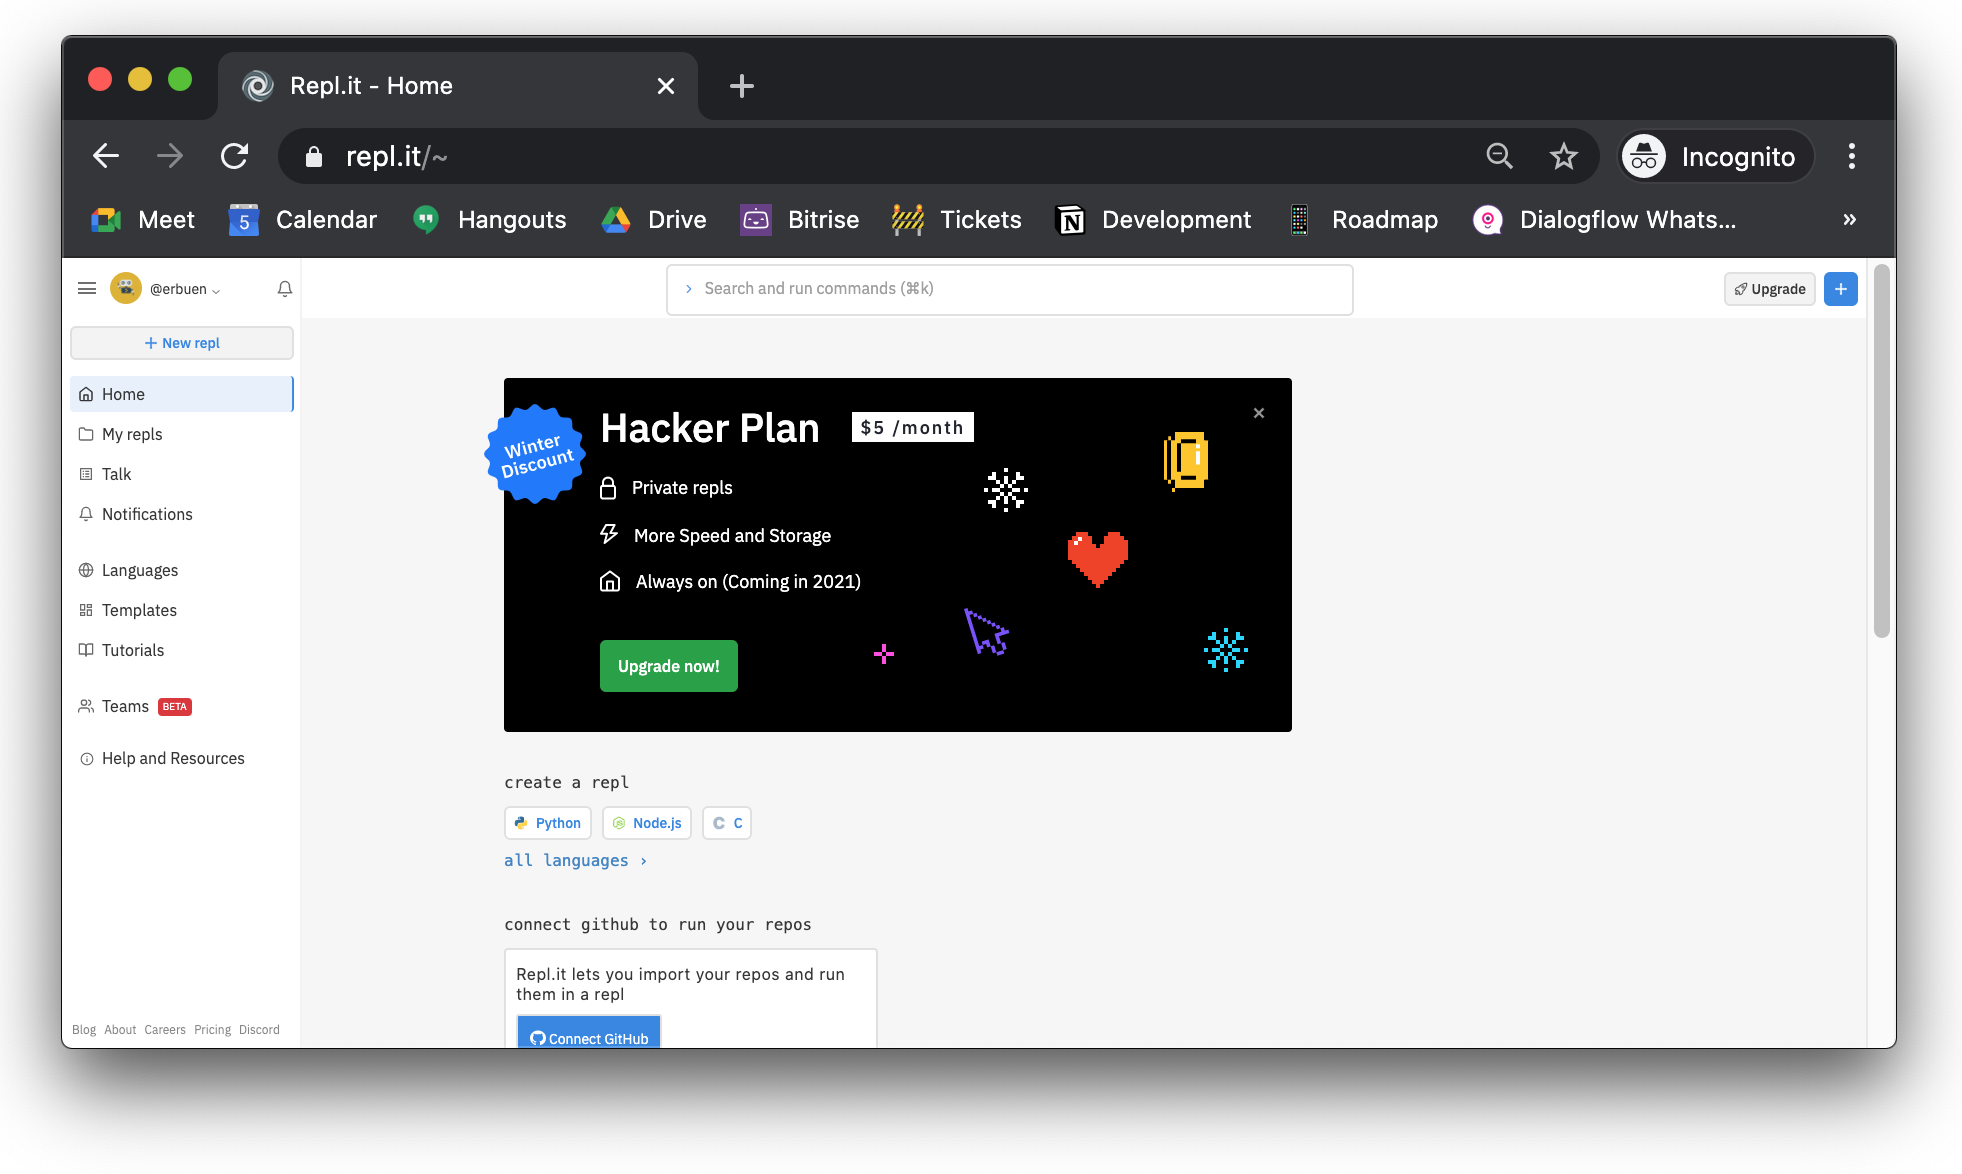 Repl.it - Home
repl.it/~
Incognito
Meet
5
Calendar
Hangouts
Drive
Bitrise
Tickets
N
Development
Roadmap
Dialogflow Whats...
»
@erbuen
› Search and run commands (⌘k)
Upgrade
+
+ New repl
Home
My repls
Talk
Notifications
Languages
Templates
Tutorials
Teams BETA
Help and Resources
Blog About Careers Pricing Discord
Winter
Discount
Hacker Plan $5 /month
Private repls
More Speed and Storage
Always on (Coming in 2021)
Upgrade now!
create a repl
Python
Node.js
C C
all languages ›
connect github to run your repos
Repl.it lets you import your repos and run
them in a repl
Connect GitHub